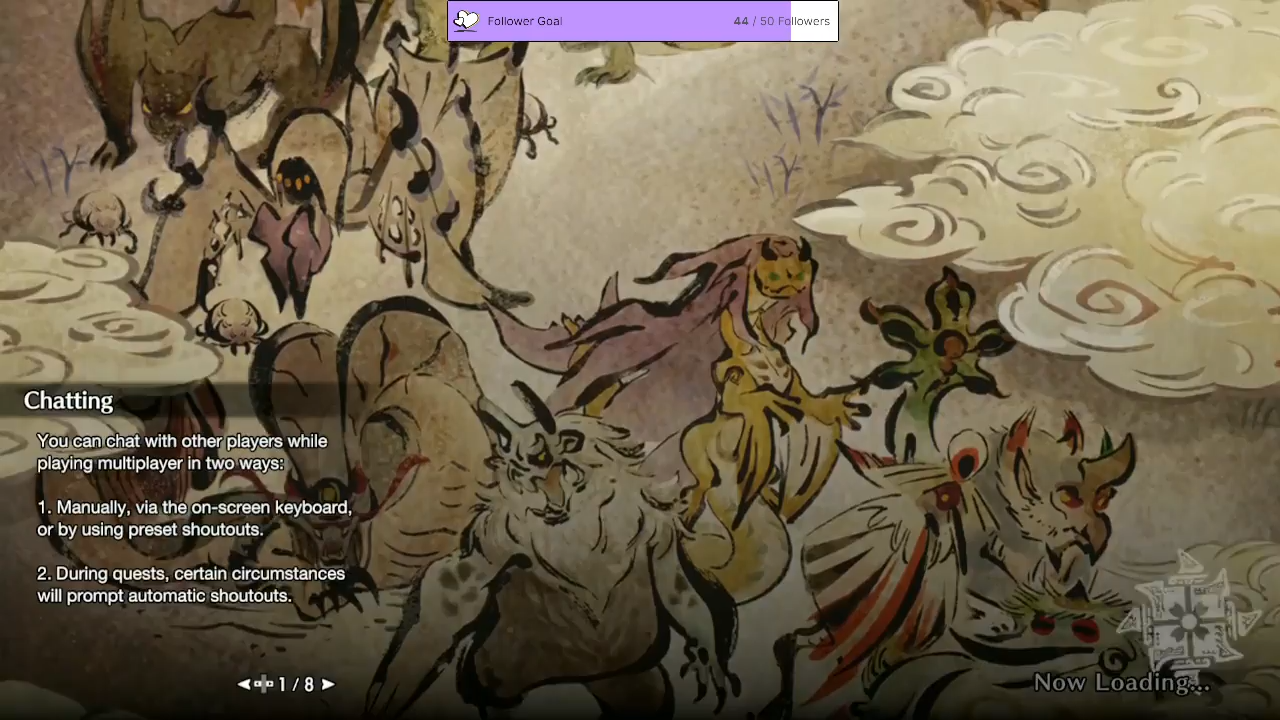 Follower Goal 44 / 50 Followers
Chatting
You can chat with other players while
playing multiplayer in two ways:
1. Manually, via the on-screen keyboard,
or by using preset shoutouts.
2. During quests, certain circumstances
will prompt automatic shoutouts.
1 / 8
Now Loading...